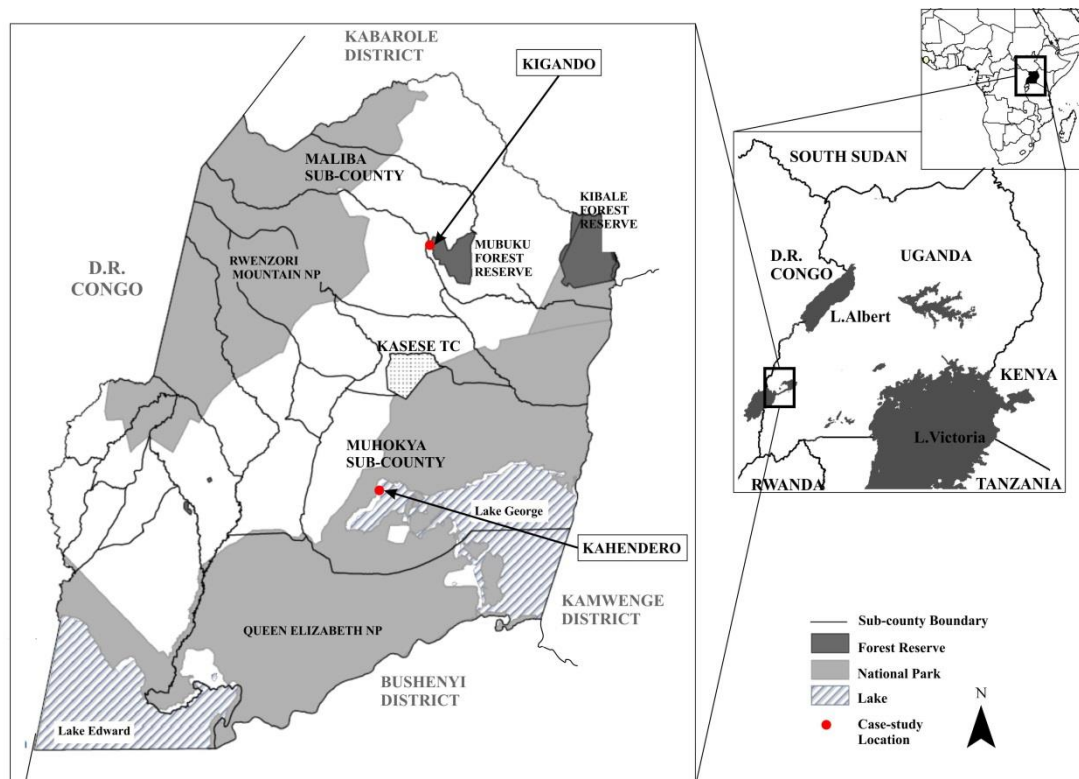 KABAROLE
DISTRICT
KIGANDO
MALIBA
SUB-COUNTY
KIBALE
FOREST
RESERVE
MUBUKU
FOREST
RESERVE
RWENZORI
MOUNTAIN NP
D.R.
CONGO
KASESE TC
MUHOKYA
SUB-COUNTY
Lake George
KAHENDERO
KAMWENGE
DISTRICT
QUEEN ELIZABETH NP
BUSHENYI
DISTRICT
Lake Edward
SOUTH SUDAN
D.R.
CONGO
UGANDA
L.Albert
KENYA
L.Victoria
RWANDA
TANZANIA
Sub-county Boundary
Forest Reserve
National Park
Lake
Case-study
Location
N